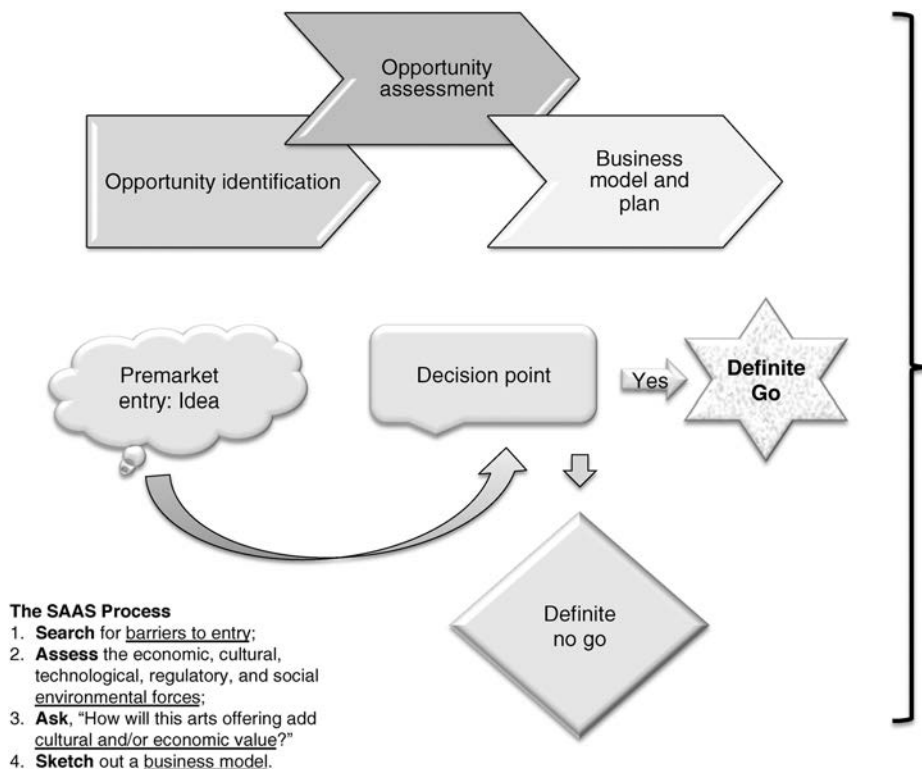 Opportunity
assessment
Opportunity identification
Business
model and
plan
Premarket
entry: Idea
Decision point
Yes
Definite
Go
Definite
no go
The SAAS Process
1. Search for barriers to entry;
2. Assess the economic, cultural,
technological, regulatory, and social
environmental forces;
3. Ask, “How will this arts offering add
cultural and/or economic value?”
4. Sketch out a business model.